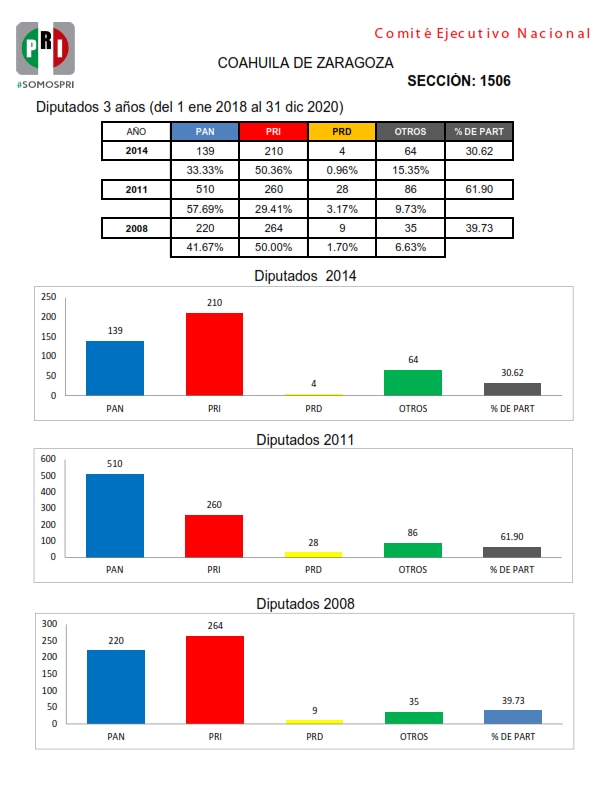 PRI
#SOMOSPRI
Comité Ejecutivo Nacional
COAHUILA DE ZARAGOZA
SECCIÓN: 1506
Diputados 3 años (del 1 ene 2018 al 31 dic 2020)
AÑO PAN PRI PRD OTROS % DE PART
2014 139 210 4 64 30.62
33.33% 50.36% 0.96% 15.35%
2011 510 260 28 86 61.90
57.69% 29.41% 3.17% 9.73%
2008 220 264 9 35 39.73
41.67% 50.00% 1.70% 6.63%
Diputados 2014
250
200
150
100
50
0
139 210 4 64 30.62
PAN PRI PRD OTROS % DE PART
Diputados 2011
600
500
400
300
200
100
0
510 260 28 86 61.90
PAN PRI PRD OTROS % DE PART
Diputados 2008
300
250
200
150
100
50
0
220 264 9 35 39.73
PAN PRI PRD OTROS % DE PART